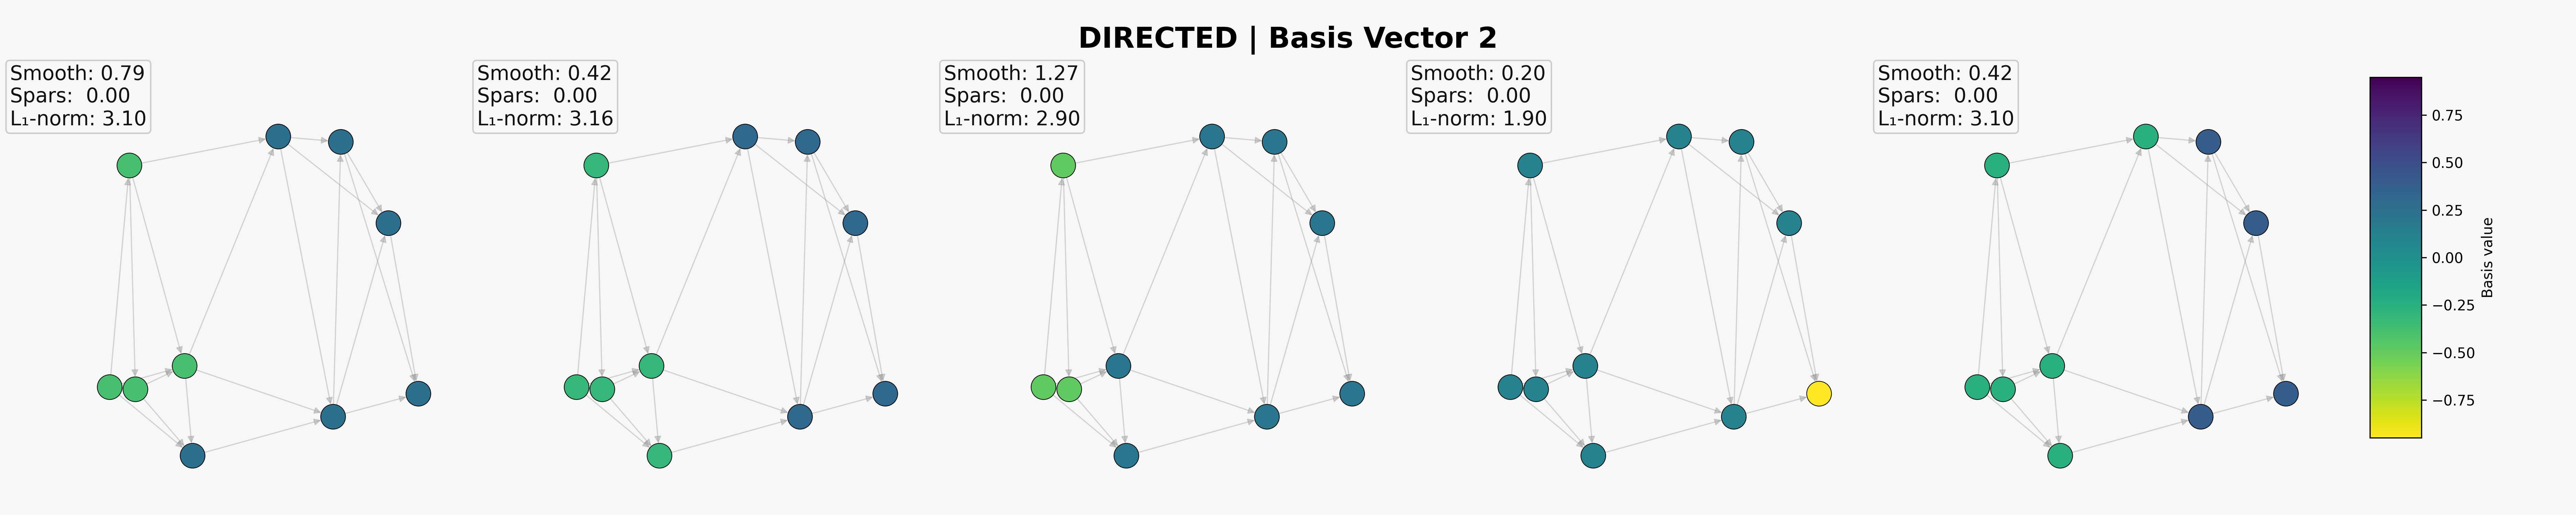 DIRECTED | Basis Vector 2
Smooth: 0.79
Spars: 0.00
L₁-norm: 3.10
Smooth: 0.42
Spars: 0.00
L₁-norm: 3.16
Smooth: 1.27
Spars: 0.00
L₁-norm: 2.90
Smooth: 0.20
Spars: 0.00
L₁-norm: 1.90
Smooth: 0.42
Spars: 0.00
L₁-norm: 3.10
0.75
0.50
0.25
0.00
−0.25
−0.50
−0.75
Basis value